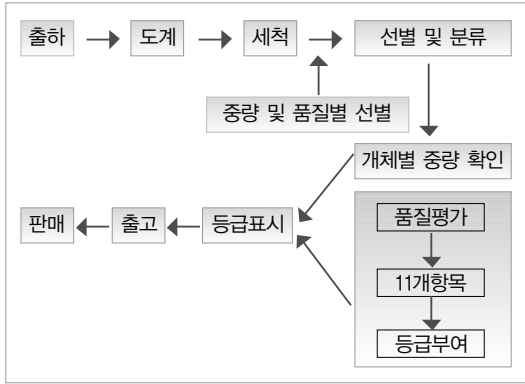 출하
도계
세척
선별 및 분류
중량 및 품질별 선별
개체별 중량 확인
판매
출고
등급표시
품질평가
11개항목
등급부여